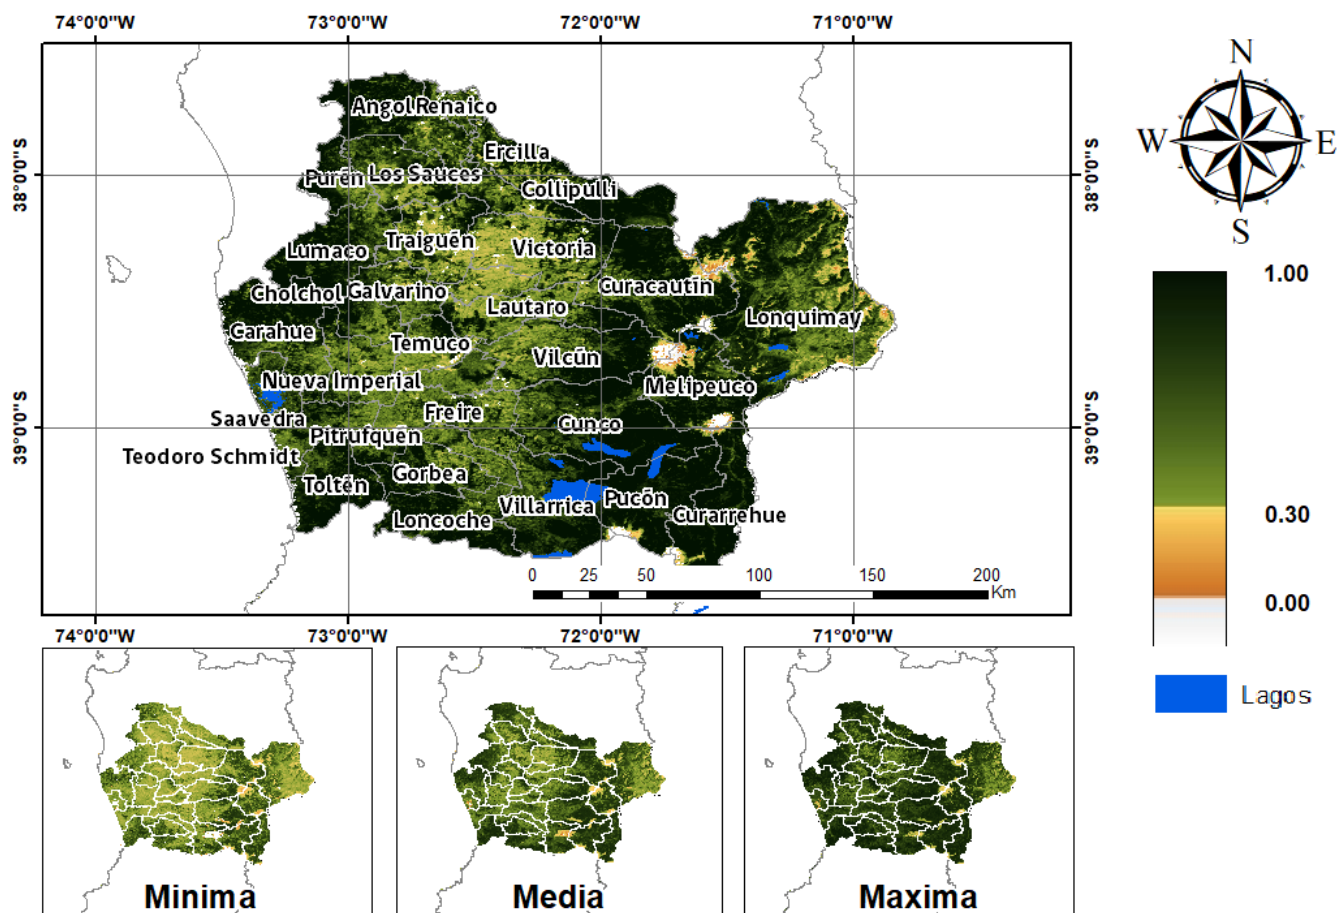 74°0'0"W 73°0'0"W 72°0'0"W 71°0'0"W
N
W E
S
38°0'0"S 38°0'0"S
39°0'0"S 39°0'0"S
Angol Renaico
Ercilla
Purén Los Sauces
Collipulli
Traiguén Victoria
Lumaco
Curacautín
Cholchol Galvarino
Lautaro
Lonquimay
Garahue
Temuco
Vilcún
Nueva Imperial Melipeuco
Saavedra Freire
Cunco
Pitrufquén
Teodoro Schmidt
Toltén Gorbea
Villarrica Pucón
Loncoche Curarrehue
0 25 50 100 150 200
Km
74°0'0"W 73°0'0"W 72°0'0"W 71°0'0"W
1.00
0.30
0.00
Lagos
Minima Media Maxima